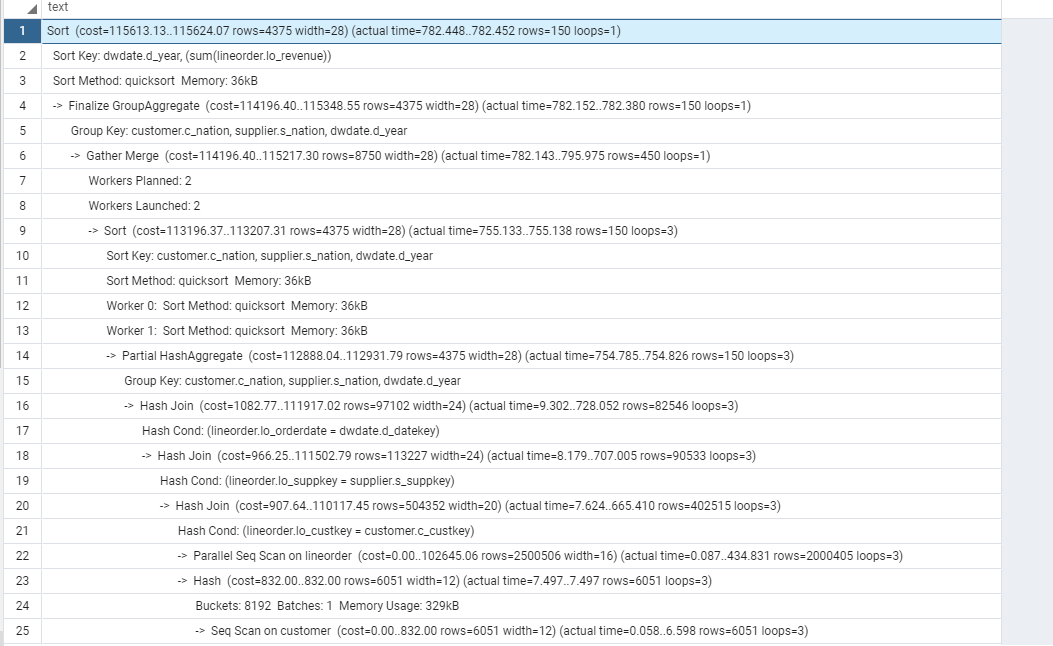 text
1 Sort (cost=115613.13..115624.07 rows=4375 width=28) (actual time=782.448..782.452 rows=150 loops=1)
2 Sort Key: dwdate.d_year, (sum(lineorder.lo_revenue))
3 Sort Method: quicksort Memory: 36kB
4 -> Finalize GroupAggregate (cost=114196.40..115348.55 rows=4375 width=28) (actual time=782.152..782.380 rows=150 loops=1)
5 Group Key: customer.c_nation, supplier.s_nation, dwdate.d_year
6 -> Gather Merge (cost=114196.40..115217.30 rows=8750 width=28) (actual time=782.143..795.975 rows=450 loops=1)
7 Workers Planned: 2
8 Workers Launched: 2
9 -> Sort (cost=113196.37..113207.31 rows=4375 width=28) (actual time=755.133..755.138 rows=150 loops=3)
10 Sort Key: customer.c_nation, supplier.s_nation, dwdate.d_year
11 Sort Method: quicksort Memory: 36kB
12 Worker 0: Sort Method: quicksort Memory: 36kB
13 Worker 1: Sort Method: quicksort Memory: 36kB
14 -> Partial HashAggregate (cost=112888.04..112931.79 rows=4375 width=28) (actual time=754.785..754.826 rows=150 loops=3)
15 Group Key: customer.c_nation, supplier.s_nation, dwdate.d_year
16 -> Hash Join (cost=1082.77..111917.02 rows=97102 width=24) (actual time=9.302..728.052 rows=82546 loops=3)
17 Hash Cond: (lineorder.lo_orderdate = dwdate.d_datekey)
18 -> Hash Join (cost=966.25..111502.79 rows=113227 width=24) (actual time=8.179..707.005 rows=90533 loops=3)
19 Hash Cond: (lineorder.lo_suppkey = supplier.s_suppkey)
20 -> Hash Join (cost=907.64..110117.45 rows=504352 width=20) (actual time=7.624..665.410 rows=402515 loops=3)
21 Hash Cond: (lineorder.lo_custkey = customer.c_custkey)
22 -> Parallel Seq Scan on lineorder (cost=0.00..102645.06 rows=2500506 width=16) (actual time=0.087..434.831 rows=2000405 loops=3)
23 -> Hash (cost=832.00..832.00 rows=6051 width=12) (actual time=7.497..7.497 rows=6051 loops=3)
24 Buckets: 8192 Batches: 1 Memory Usage: 329kB
25 -> Seq Scan on customer (cost=0.00..832.00 rows=6051 width=12) (actual time=0.058..6.598 rows=6051 loops=3)